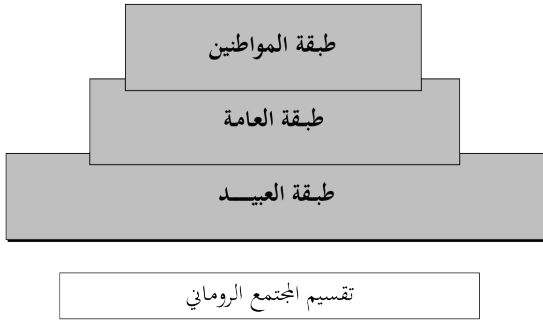 طبقة المواطنين
طبقة العامة
طبقة العبيـــد
تقسيم المجتمع الروماني